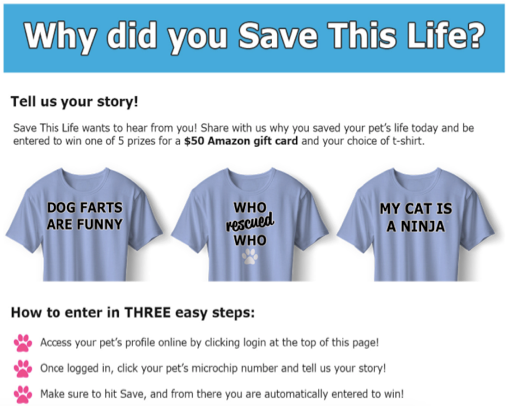 Why did you Save This Life?
Tell us your story!
Save This Life wants to hear from you! Share with us why you saved your pet's life today and be
entered to win one of 5 prizes for a $50 Amazon gift card and your choice of t-shirt.
DOG FARTS
ARE FUNNY
WHO
rescued
WHO
MY CAT IS
A NINJA
How to enter in THREE easy steps:
Access your pet's profile online by clicking login at the top of this page!
Once logged in, click your pet's microchip number and tell us your story!
Make sure to hit Save, and from there you are automatically entered to win!